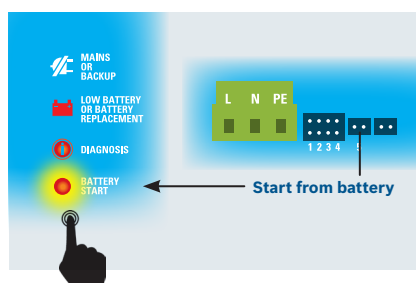 MAINS
OR
BACKUP
LOW BATTERY
OR BATTERY
REPLACEMENT
DIAGNOSIS
BATTERY
START
L N PE
1 2 3 4 5
Start from battery